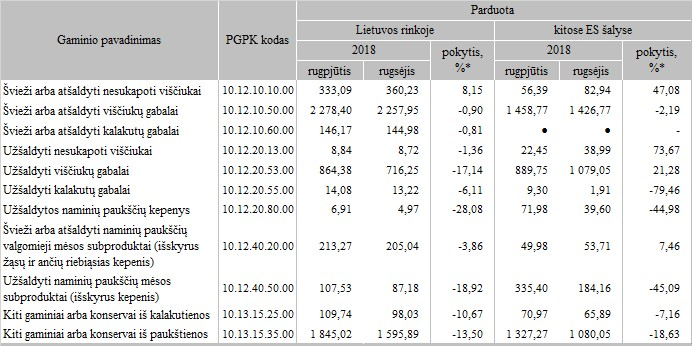 Gaminio pavadinimas PGPK kodas Parduota
Lietuvos rinkoje kitose ES šalyse
2018 pokytis, %* 2018 pokytis, %*
rugpjūtis rugsėjis rugpjūtis rugsėjis
Švieži arba atšaldyti nesukapoti viščiukai 10.12.10.10.00 333,09 360,23 8,15 56,39 82,94 47,08
Švieži arba atšaldyti viščiukų gabalai 10.12.10.50.00 2 278,40 2 257,95 -0,90 1 458,77 1 426,77 -2,19
Švieži arba atšaldyti kalakutų gabalai 10.12.10.60.00 146,17 144,98 -0,81 ● ● -
Užšaldyti nesukapoti viščiukai 10.12.20.13.00 8,84 8,72 -1,36 22,45 38,99 73,67
Užšaldyti viščiukų gabalai 10.12.20.53.00 864,38 716,25 -17,14 889,75 1 079,05 21,28
Užšaldyti kalakutų gabalai 10.12.20.55.00 14,08 13,22 -6,11 9,30 1,91 -79,46
Užšaldytos naminių paukščių kepenys 10.12.20.80.00 6,91 4,97 -28,08 71,98 39,60 -44,98
Švieži arba atšaldyti naminių paukščių
valgomieji mėsos subproduktai (išskyrus 10.12.40.20.00 213,27 205,04 -3,86 49,98 53,71 7,46
žąsų ir ančių riebiąsias kepenis)
Užšaldyti naminių paukščių mėsos
subproduktai (išskyrus kepenis) 10.12.40.50.00 107,53 87,18 -18,92 335,40 184,16 -45,09
Kiti gaminiai arba konservai iš kalakutienos 10.13.15.25.00 109,74 98,03 -10,67 70,97 65,89 -7,16
Kiti gaminiai arba konservai iš paukštienos 10.13.15.35.00 1 845,02 1 595,89 -13,50 1 327,27 1 080,05 -18,63